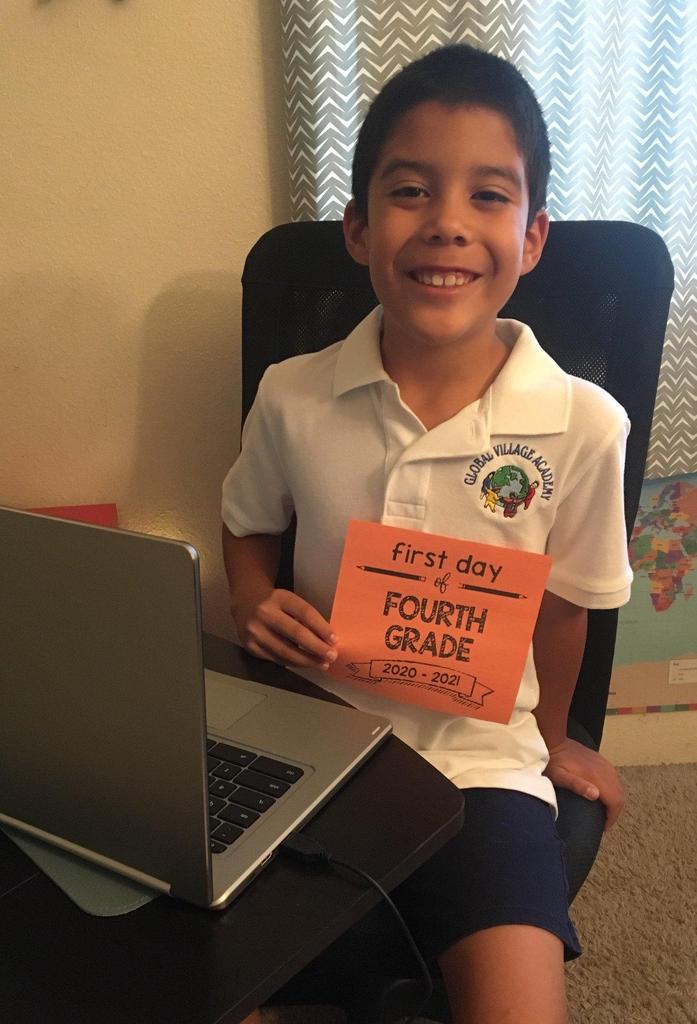 GLOBAL VILLAGE ACADEMY
first day
of
FOURTH
GRADE
2020 - 2021